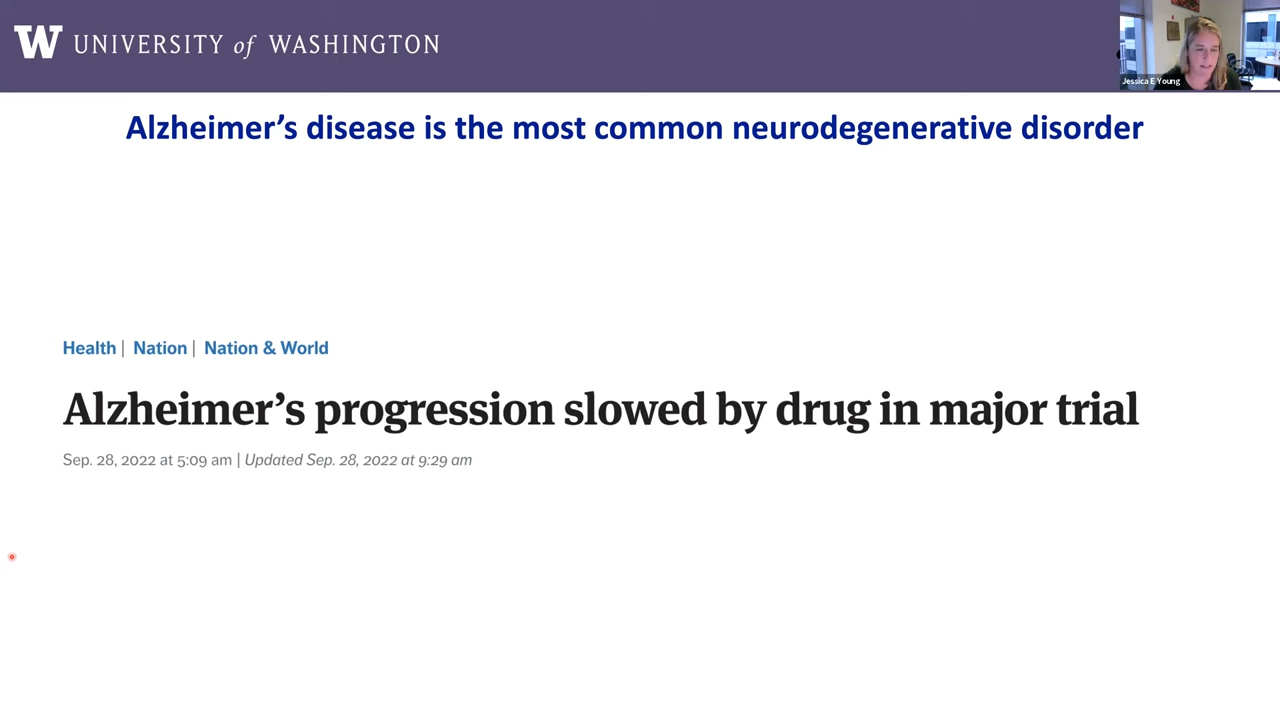 W UNIVERSITY of WASHINGTON
Jessica E Young
Alzheimer’s disease is the most common neurodegenerative disorder
Health | Nation | Nation & World
Alzheimer’s progression slowed by drug in major trial
Sep. 28, 2022 at 5:09 am | Updated Sep. 28, 2022 at 9:29 am